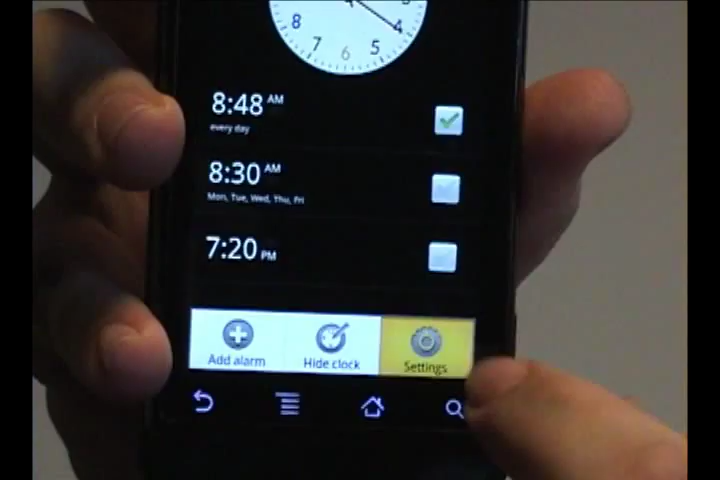 8
4
7
5
6
8:48 AM
every day
8:30 AM
Mon, Tue, Wed, Thu, Fri
7:20 PM
Add alarm
Hide clock
Settings